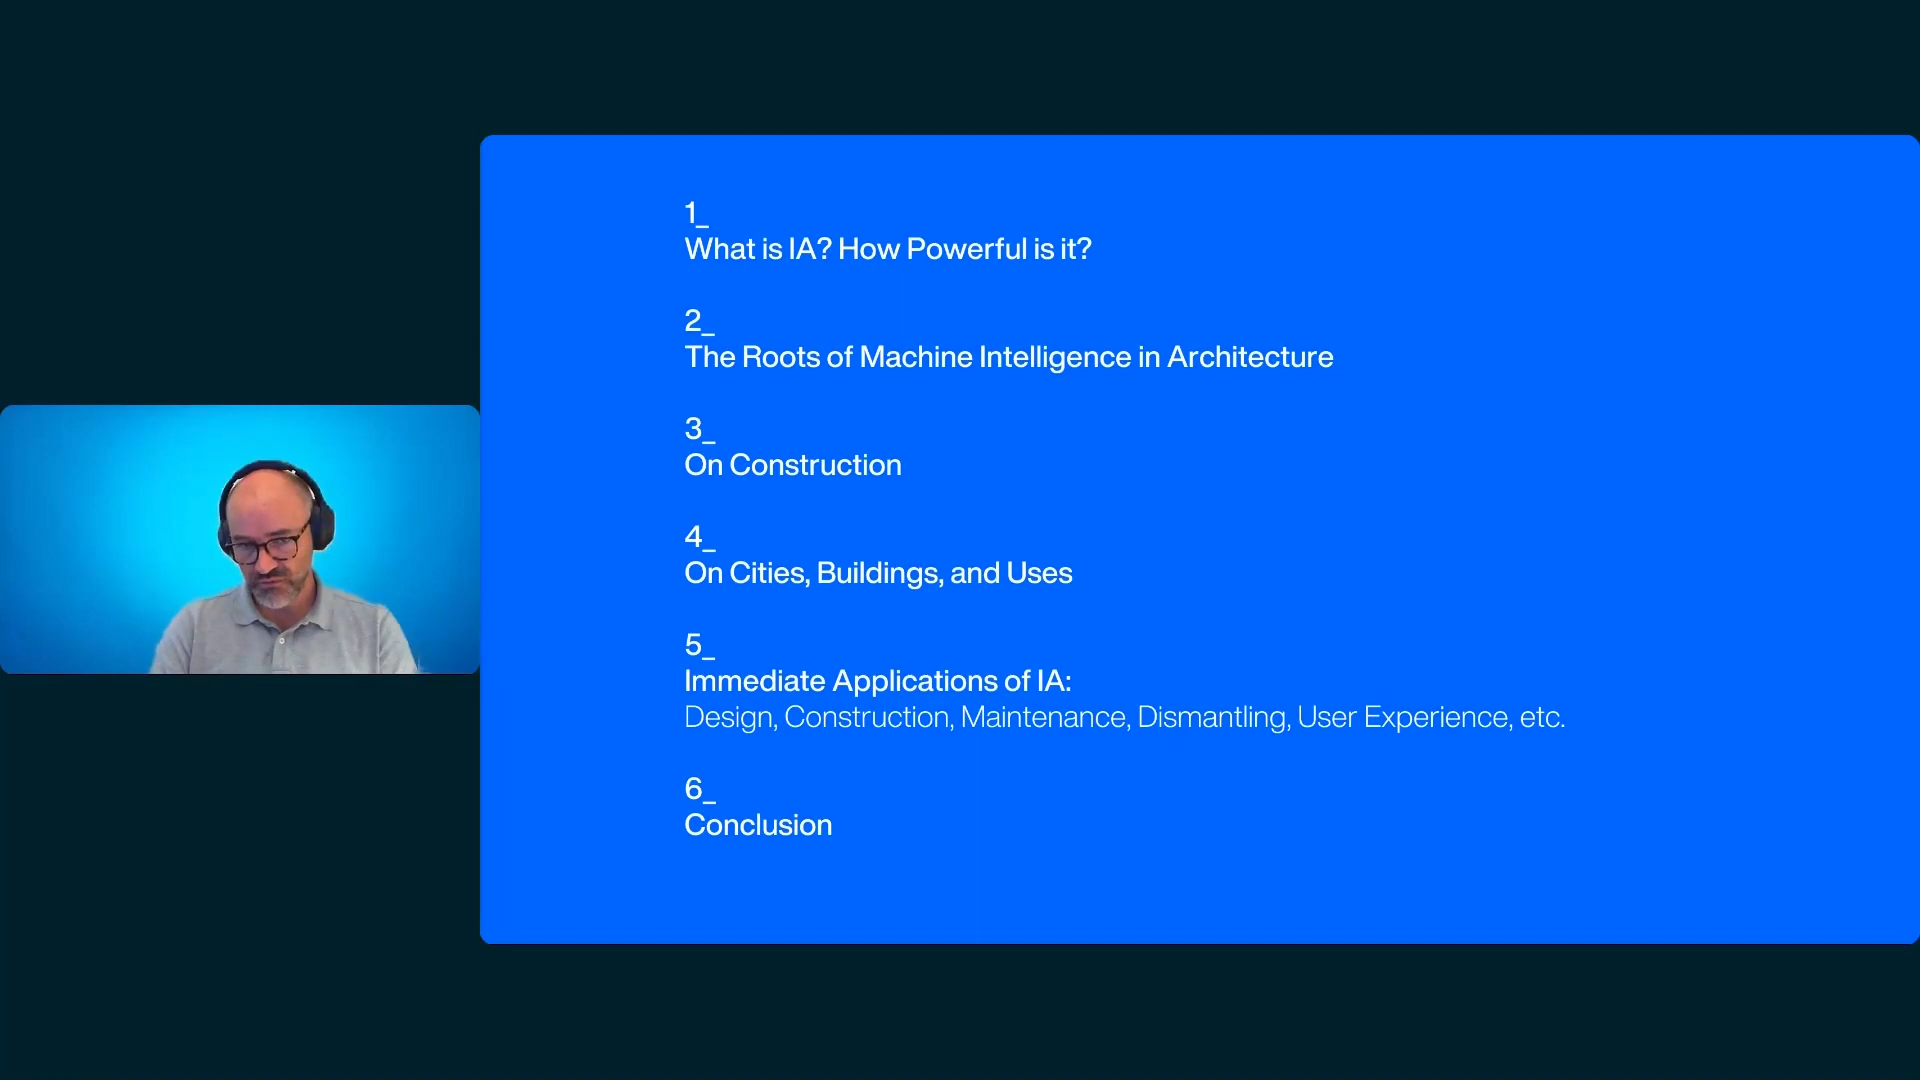 1_
What is IA? How Powerful is it?
2_
The Roots of Machine Intelligence in Architecture
3_
On Construction
4_
On Cities, Buildings, and Uses
5_
Immediate Applications of IA:
Design, Construction, Maintenance, Dismantling, User Experience, etc.
6_
Conclusion